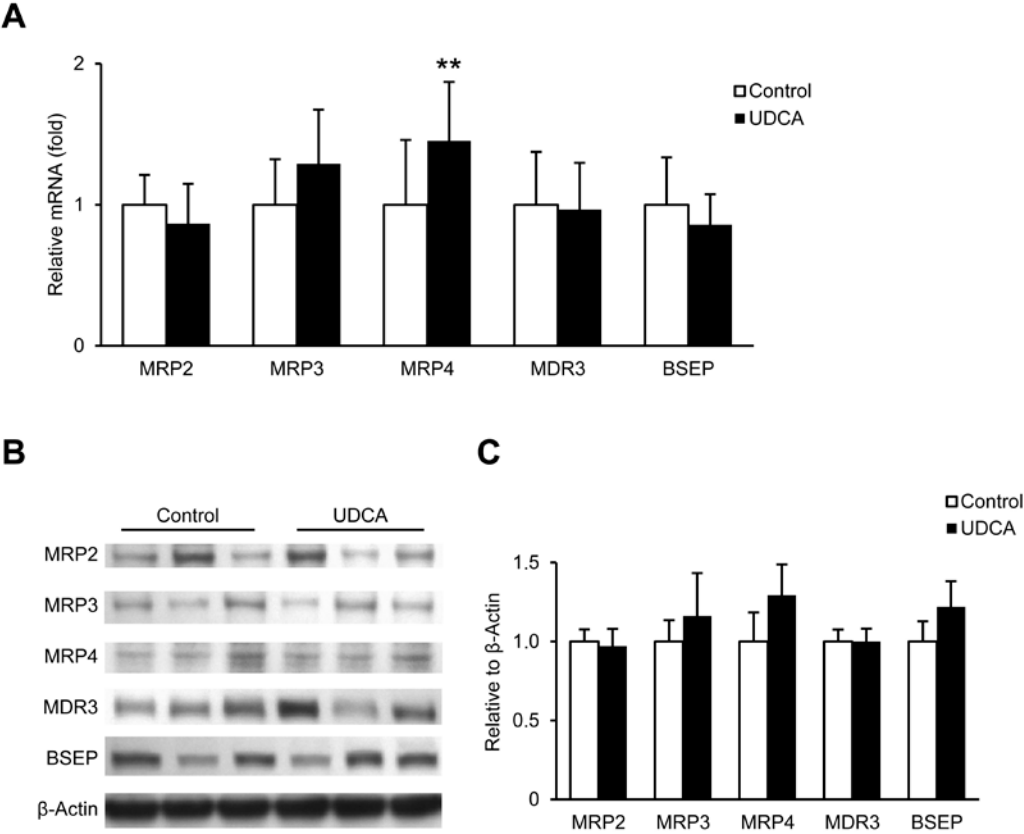 A
2
**
Control
UDCA
Relative mRNA (fold)
1
0
MRP2 MRP3 MRP4 MDR3 BSEP
B
Control UDCA
MRP2
MRP3
MRP4
MDR3
BSEP
β-Actin
C
Control
UDCA
1.5
Relative to β-Actin
1.0
0.5
0
MRP2 MRP3 MRP4 MDR3 BSEP